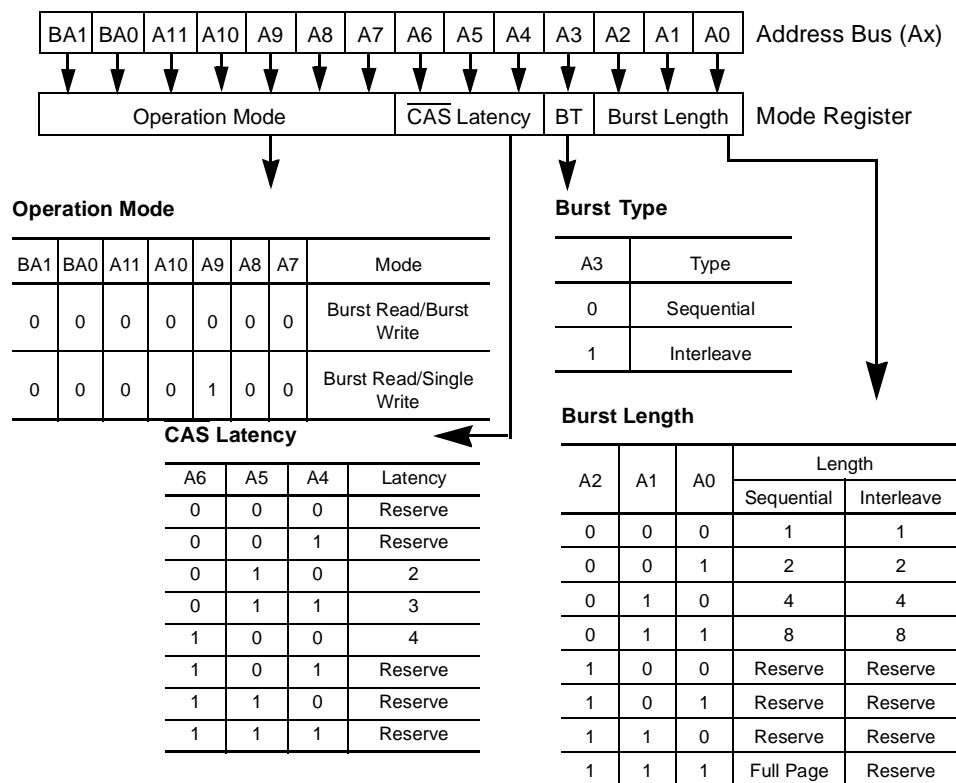 BA1 BA0 A11 A10 A9 A8 A7 A6 A5 A4 A3 A2 A1 A0 Address Bus (Ax)
Operation Mode CAS Latency BT Burst Length Mode Register
Operation Mode
BA1 BA0 A11 A10 A9 A8 A7 Mode
0 0 0 0 0 0 0 Burst Read/Burst
Write
0 0 0 0 1 0 0 Burst Read/Single
Write
Burst Type
A3 Type
0 Sequential
1 Interleave
CAS Latency
A6 A5 A4 Latency
0 0 0 Reserve
0 0 1 Reserve
0 1 0 2
0 1 1 3
1 0 0 4
1 0 1 Reserve
1 1 0 Reserve
1 1 1 Reserve
Burst Length
A2 A1 A0 Length
Sequential Interleave
0 0 0 1 1
0 0 1 2 2
0 1 0 4 4
0 1 1 8 8
1 0 0 Reserve Reserve
1 0 1 Reserve Reserve
1 1 0 Reserve Reserve
1 1 1 Full Page Reserve